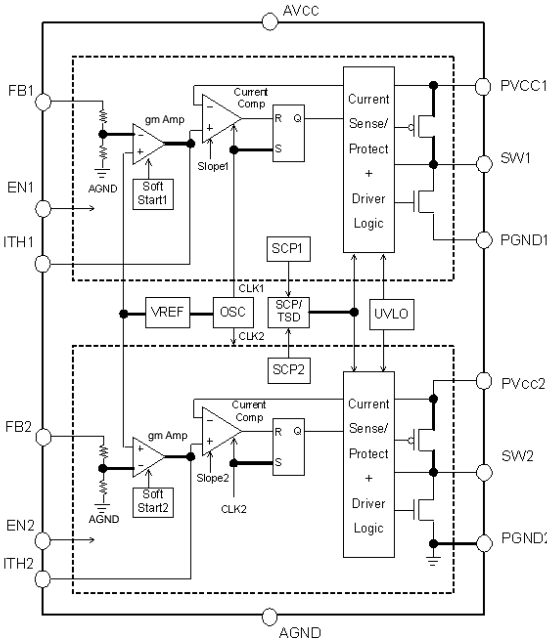 AVCC
FB1
gm Amp
Current
Comp
Current
Sense/
Protect
+
Driver
Logic
PVCC1
R Q
S
Slope1
AGND
Soft
Start1
EN1
SW1
ITH1
PGND1
SCP1
CLK1
VREF
OSC
SCP/
TSD
UVLO
CLK2
SCP2
PVcc2
FB2
gm Amp
Current
Comp
Current
Sense/
Protect
+
Driver
Logic
R Q
S
Slope2
CLK2
AGND
Soft
Start2
SW2
EN2
PGND2
ITH2
AGND